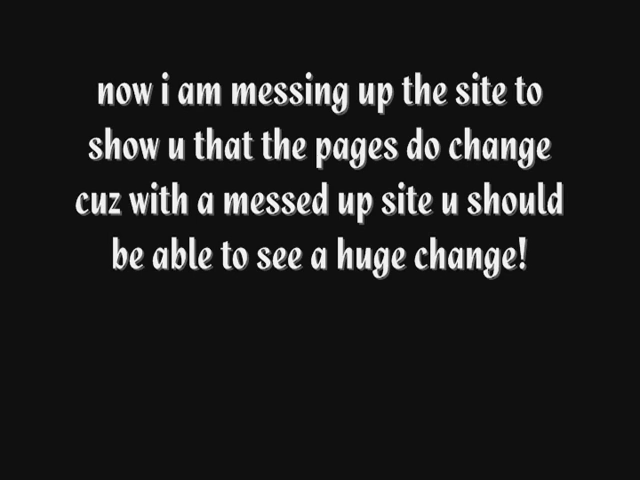 now i am messing up the site to
show u that the pages do change
cuz with a messed up site u should
be able to see a huge change!